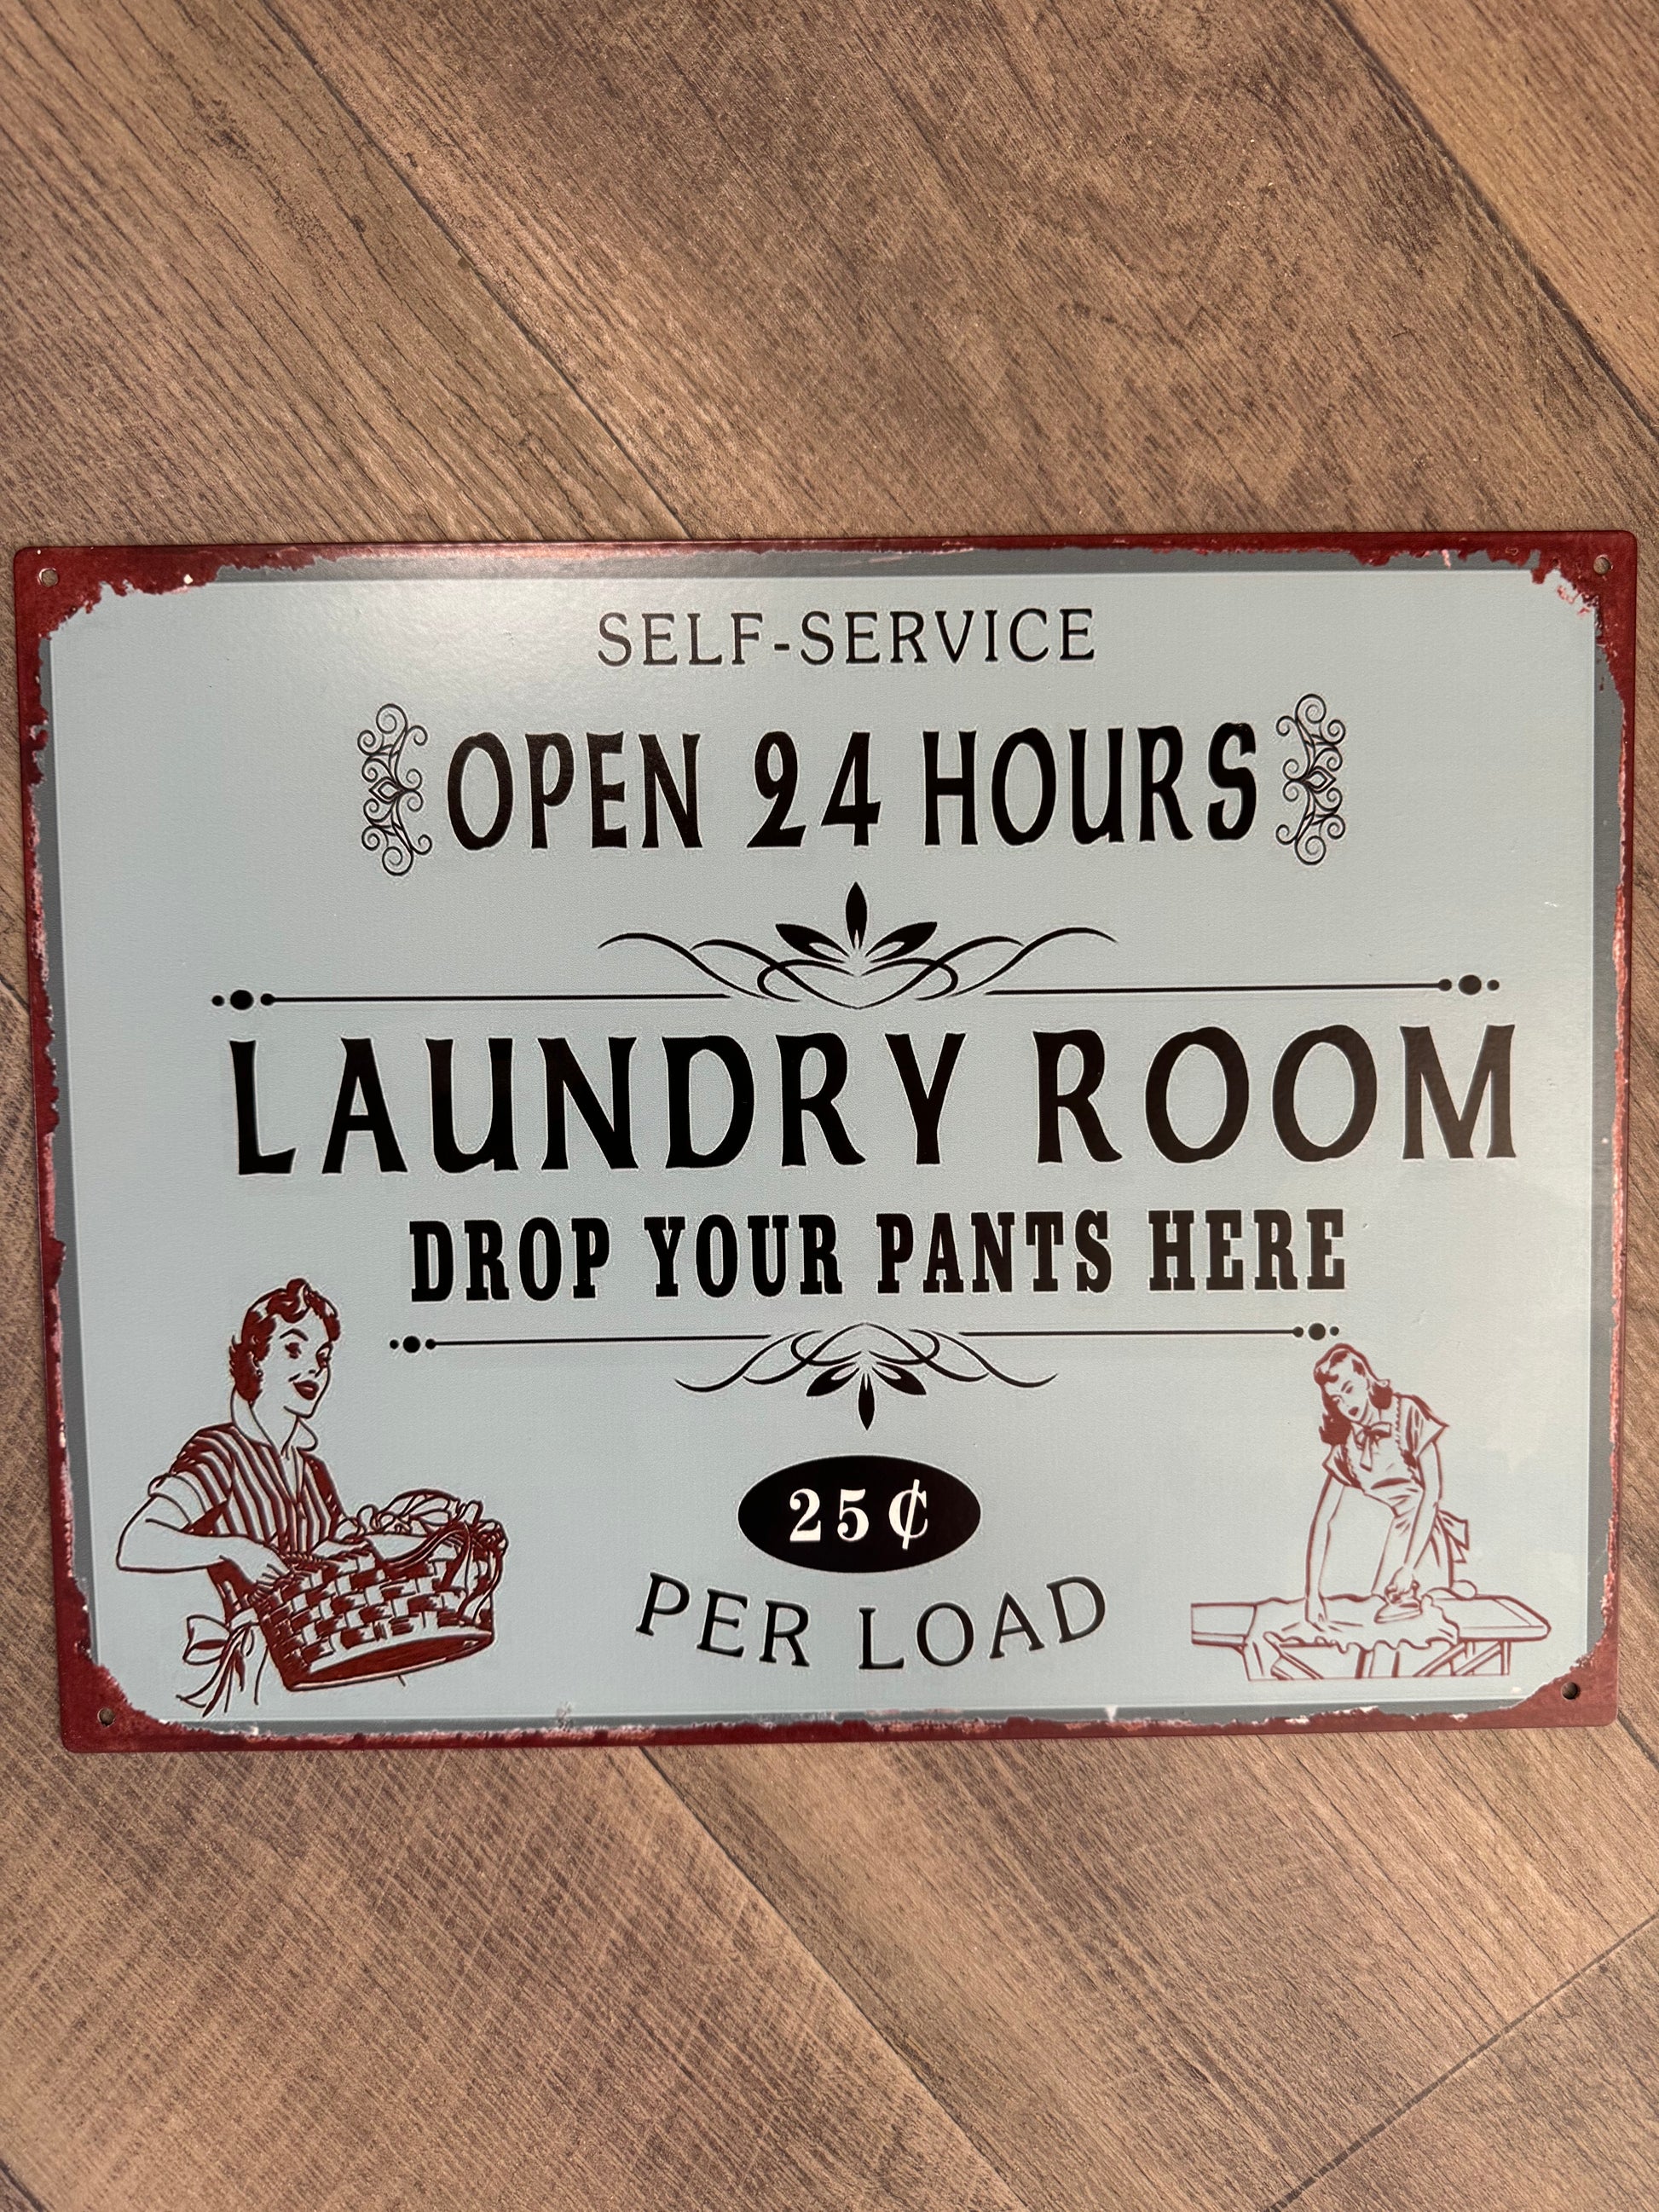 SELF-SERVICE
OPEN 24 HOURS
LAUNDRY ROOM
DROP YOUR PANTS HERE
25¢
PER LOAD